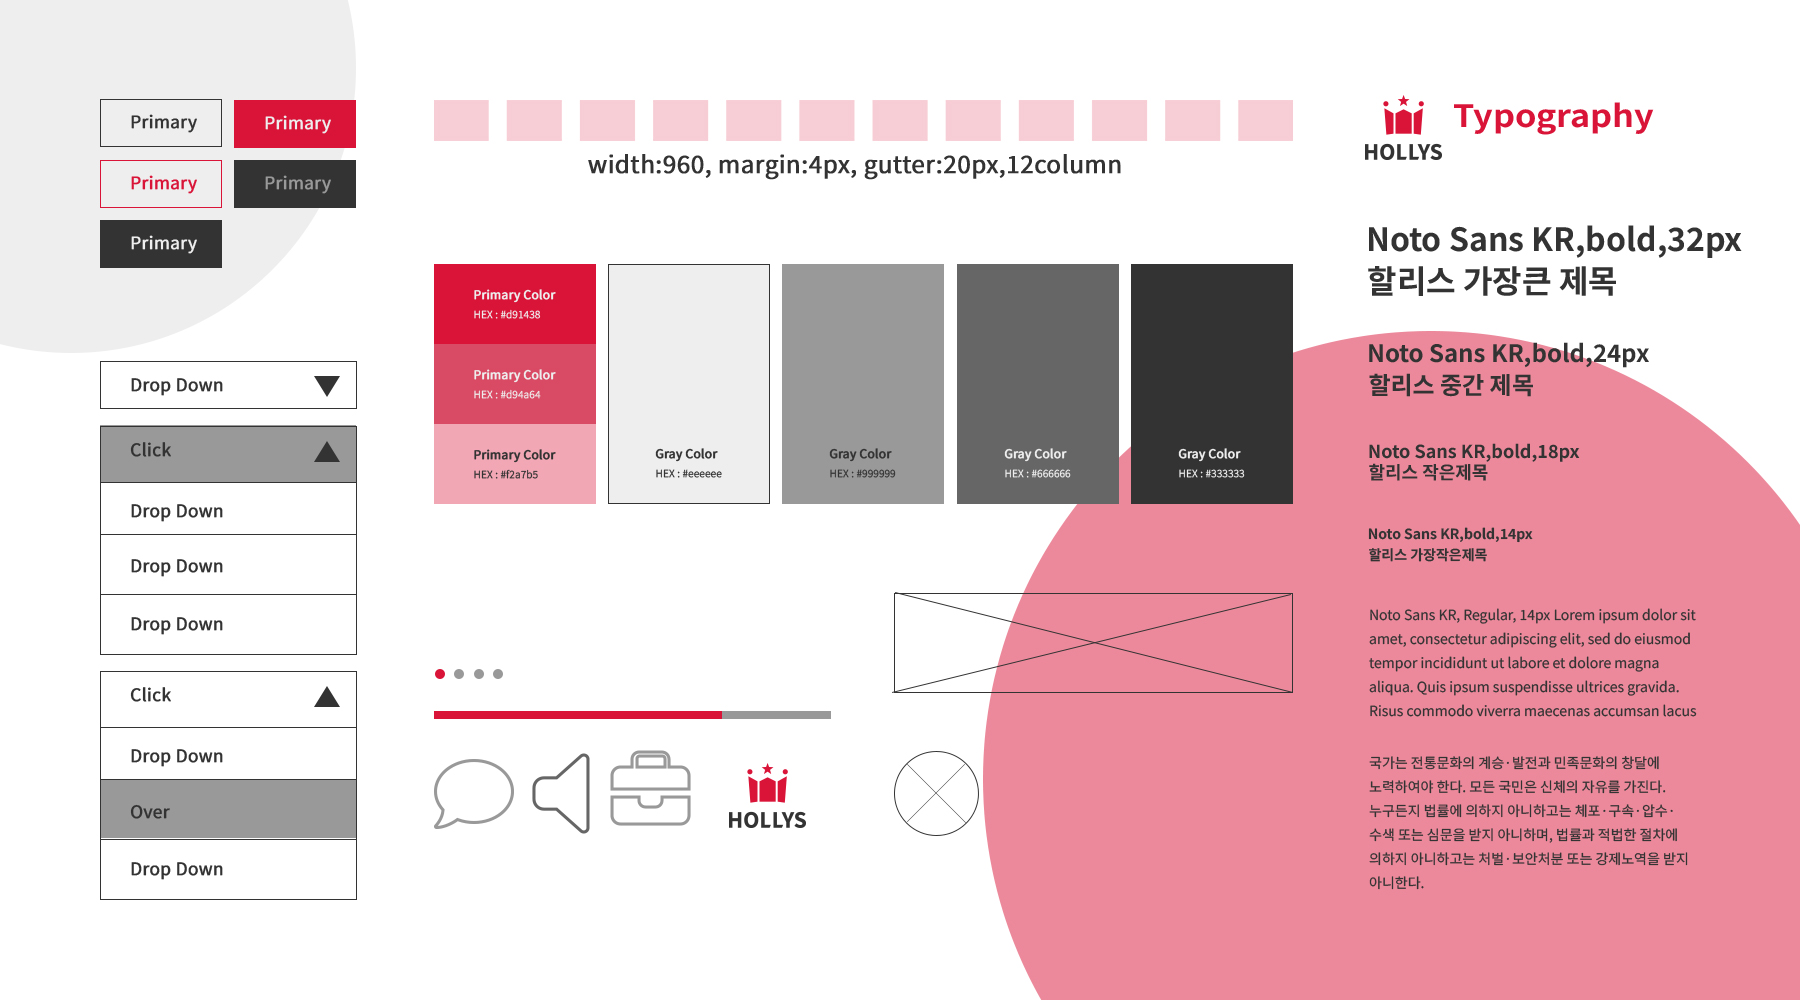 Primary
Primary
Primary
Primary
Primary
Drop Down
Click
Drop Down
Drop Down
Drop Down
Click
Drop Down
Over
Drop Down
width:960, margin:4px, gutter:20px,12column
Primary Color
HEX : #d91438
Primary Color
HEX : #d94a64
Primary Color
HEX : #f2a7b5
Gray Color
HEX : #eeeeee
Gray Color
HEX : #999999
Gray Color
HEX : #666666
Gray Color
HEX : #333333
HOLLYS
HOLLYS
Typography
Noto Sans KR,bold,32px
할리스 가장큰 제목
Noto Sans KR,bold,24px
할리스 중간 제목
Noto Sans KR,bold,18px
할리스 작은제목
Noto Sans KR,bold,14px
할리스 가장작은제목
Noto Sans KR, Regular, 14px Lorem ipsum dolor sit
amet, consectetur adipiscing elit, sed do eiusmod
tempor incididunt ut labore et dolore magna
aliqua. Quis ipsum suspendisse ultrices gravida.
Risus commodo viverra maecenas accumsan lacus
국가는 전통문화의 계승·발전과 민족문화의 창달에
노력하여야 한다. 모든 국민은 신체의 자유를 가진다.
누구든지 법률에 의하지 아니하고는 체포·구속·압수·
수색 또는 심문을 받지 아니하며, 법률과 적법한 절차에
의하지 아니하고는 처벌·보안처분 또는 강제노역을 받지
아니한다.